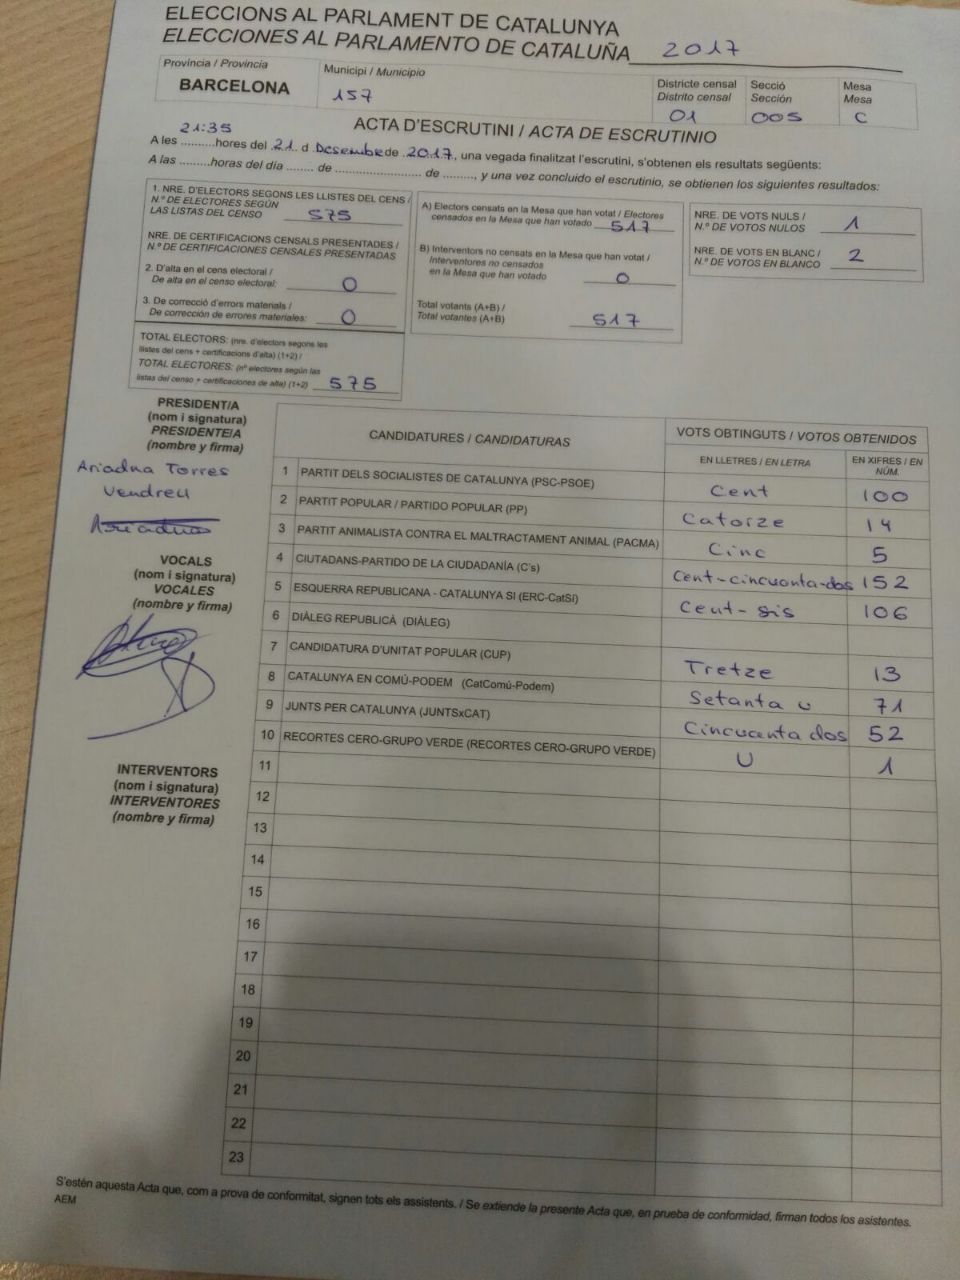 ELECCIONS AL PARLAMENT DE CATALUNYA
ELECCIONES AL PARLAMENTO DE CATALUÑA 2017
Província / Provincia
BARCELONA
Municipi / Municipio
157
Districte censal
Distrito censal
01
Secció
Sección
005
Mesa
Mesa
C
ACTA D'ESCRUTINI / ACTA DE ESCRUTINIO
21:35
A les ..........hores del 21. d Desembre de 2017, una vegada finalitzat l'escrutini, s'obtenen els resultats següents:
A las .........horas del día ....... de ....................... de ........., y una vez concluido el escrutinio, se obtienen los siguientes resultados:
1. NRE. D'ELECTORS SEGONS LES LLISTES DEL CENS /
N.º DE ELECTORES SEGÚN
LAS LISTAS DEL CENSO 575
NRE. DE CERTIFICACIONS CENSALS PRESENTADES /
N.º DE CERTIFICACIONES CENSALES PRESENTADAS
2. D'alta en el cens electoral /
De alta en el censo electoral: 0
3. De correcció d'errors materials /
De corrección de errores materiales: 0
TOTAL ELECTORS: (nre. d'electors segons les
llistes del cens + certificacions d'alta) (1+2) /
TOTAL ELECTORES: (nº electores según las
listas del censo + certificaciones de alta) (1+2) 575
A) Electors censats en la Mesa que han votat / Electores
censados en la Mesa que han votado 517
B) Interventors no censats en la Mesa que han votat /
Interventores no censados
en la Mesa que han votado 0
Total votants (A+B) /
Total votantes (A+B) 517
NRE. DE VOTS NULS /
N.º DE VOTOS NULOS 1
NRE. DE VOTS EN BLANC /
N.º DE VOTOS EN BLANCO 2
PRESIDENT/A
(nom i signatura)
PRESIDENTE/A
(nombre y firma)
Ariadna Torres
Vendreu
VOCALS
(nom i signatura)
VOCALES
(nombre y firma)
INTERVENTORS
(nom i signatura)
INTERVENTORES
(nombre y firma)
CANDIDATURES / CANDIDATURAS
VOTS OBTINGUTS / VOTOS OBTENIDOS
EN LLETRES / EN LETRA
EN XIFRES / EN NÚM.
1 PARTIT DELS SOCIALISTES DE CATALUNYA (PSC-PSOE) Cent 100
2 PARTIT POPULAR / PARTIDO POPULAR (PP) Catorze 14
3 PARTIT ANIMALISTA CONTRA EL MALTRACTAMENT ANIMAL (PACMA) Cinc 5
4 CIUTADANS-PARTIDO DE LA CIUDADANÍA (C's) Cent-cincuanta-dos 152
5 ESQUERRA REPUBLICANA - CATALUNYA SI (ERC-CatSí) Cent-sis 106
6 DIÀLEG REPUBLICÀ (DIÀLEG)
7 CANDIDATURA D'UNITAT POPULAR (CUP) Tretze 13
8 CATALUNYA EN COMÚ-PODEM (CatComú-Podem) Setanta u 71
9 JUNTS PER CATALUNYA (JUNTSxCAT) Cincuanta dos 52
10 RECORTES CERO-GRUPO VERDE (RECORTES CERO-GRUPO VERDE) U 1
11
12
13
14
15
16
17
18
19
20
21
22
23
S'estén aquesta Acta que, com a prova de conformitat, signen tots els assistents. / Se extiende la presente Acta que, en prueba de conformidad, firman todos los asistentes.
AEM